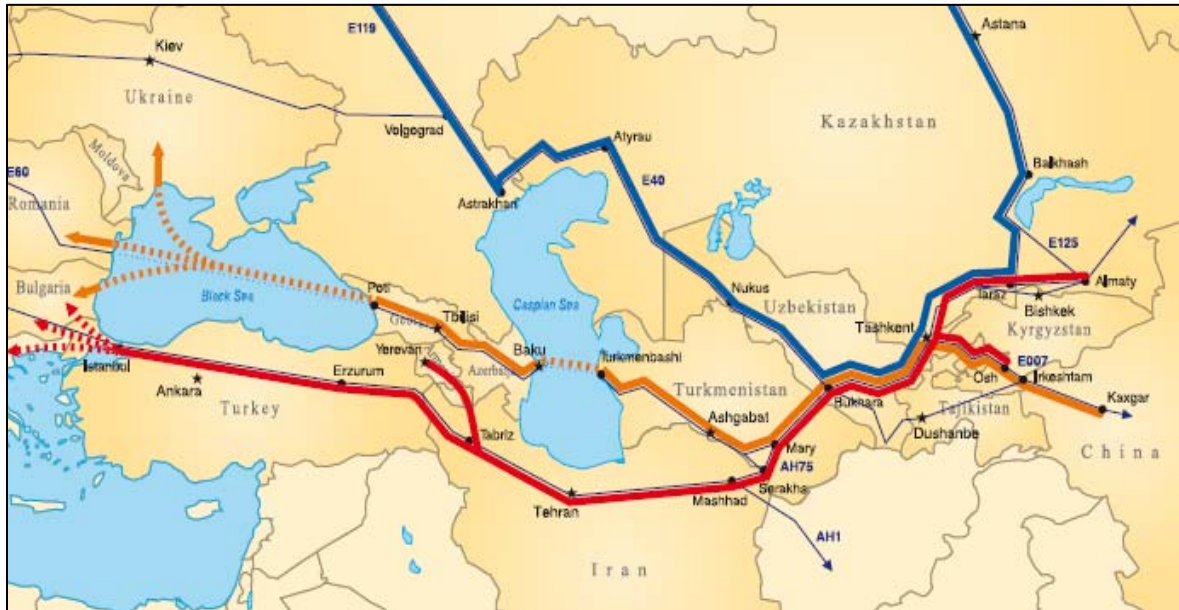 E119
Astana
Kiev
Ukraine
Kazakhstan
Volgograd
Atyrau
Moldova
Balkhash
E60
E40
Romania
Astrakhan
E125
Bulgaria
Black Sea
Poti
Caspian Sea
Nukus
Almaty
Tarsz
Georgia
Tbilisi
Uzbekistan
Bishkek
Tashkent
Kyrgyzstan
Yerevan
Baku
Turkmenbashi
E007
Istanbul
Azerbaijan
Osh
Irkeshtam
Ankara
Erzurum
Turkmenistan
Bukhara
Tajikistan
Kaxgar
Turkey
Ashgabat
Dushanbe
Tabriz
Mary
China
AH75
Serakhs
Mashhad
Tehran
AH1
Iran